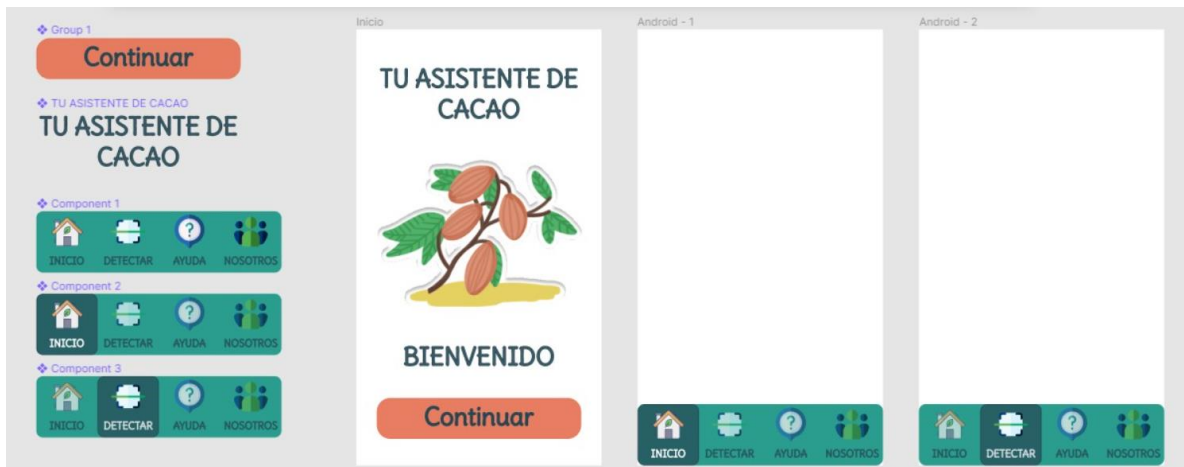 Group 1
Continuar
TU ASISTENTE DE CACAO
TU ASISTENTE DE
CACAO
Component 1
INICIO DETECTAR AYUDA NOSOTROS
Component 2
INICIO DETECTAR AYUDA NOSOTROS
Component 3
INICIO DETECTAR AYUDA NOSOTROS
Inicio
TU ASISTENTE DE
CACAO
BIENVENIDO
Continuar
Android - 1
INICIO DETECTAR AYUDA NOSOTROS
Android - 2
INICIO DETECTAR AYUDA NOSOTROS